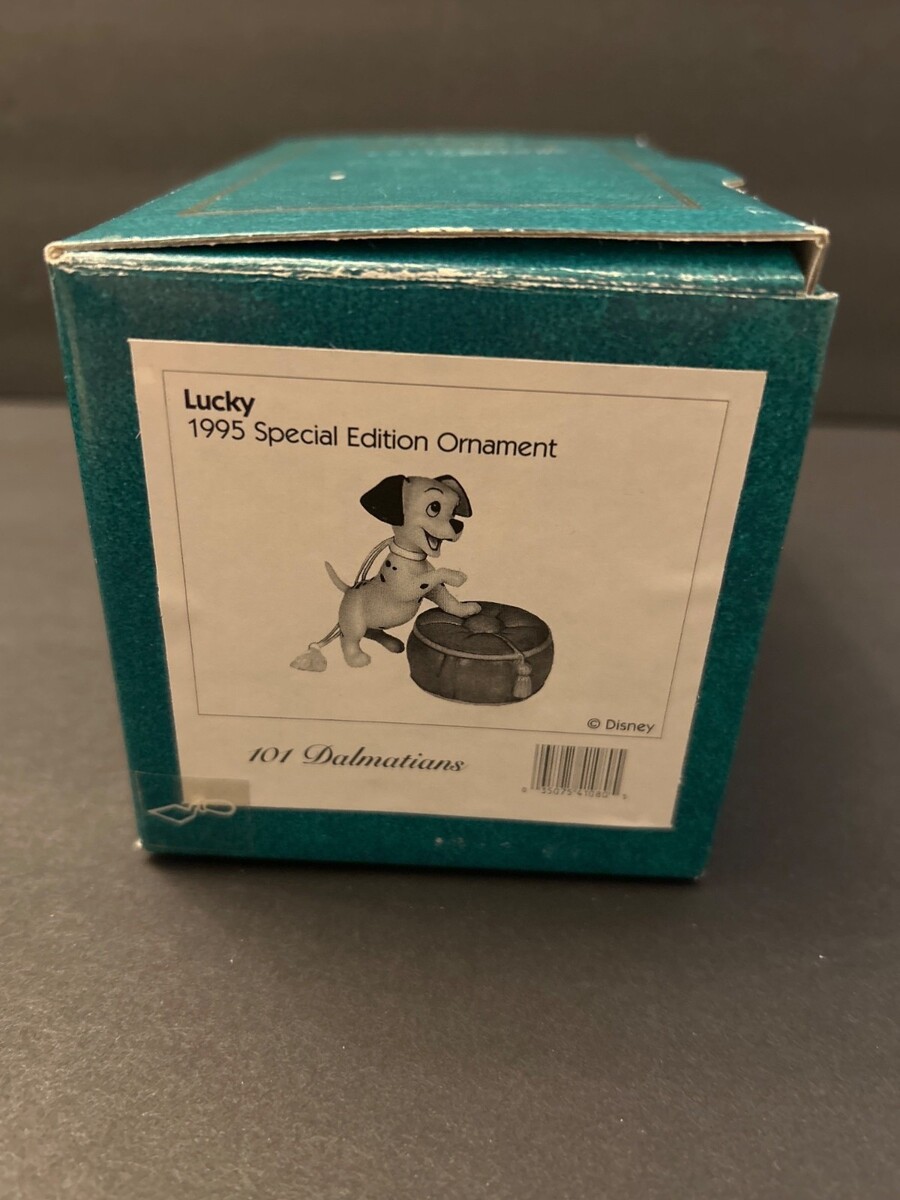 Lucky
1995 Special Edition Ornament
© Disney
101 Dalmatians